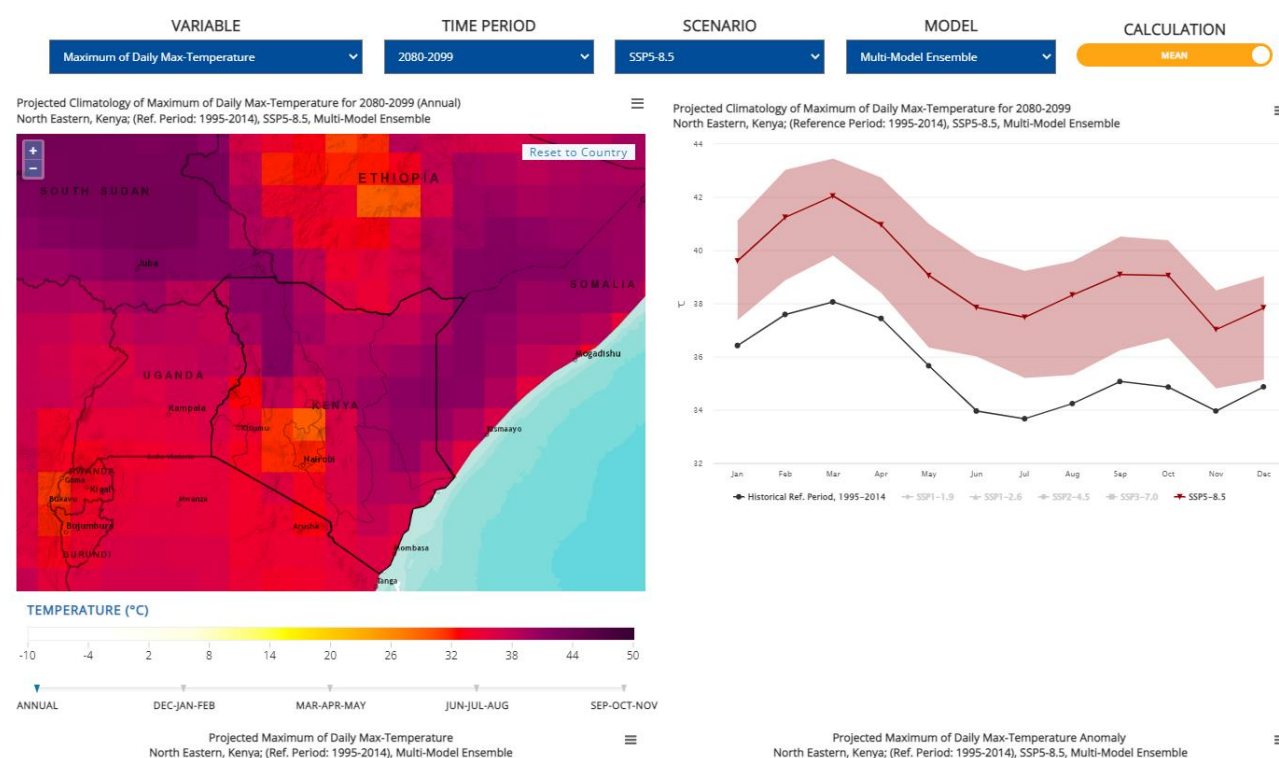 VARIABLE
TIME PERIOD
SCENARIO
MODEL
CALCULATION
Maximum of Daily Max-Temperature
2080-2099
SSP5-8.5
Multi-Model Ensemble
MEAN
Projected Climatology of Maximum of Daily Max-Temperature for 2080-2099 (Annual)
North Eastern, Kenya; (Ref. Period: 1995-2014), SSP5-8.5, Multi-Model Ensemble
+
−
Reset to Country
ETHIOPIA
SOUTH SUDAN
Juba
SOMALIA
Mogadishu
UGANDA
Kampala
KENYA
Kisumu
Kismaayo
Nairobi
RWANDA
Goma
Kigali
Bukavu
Mwanza
Bujumbura
Arusha
BURUNDI
Mombasa
Tanga
TEMPERATURE (°C)
-10 -4 2 8 14 20 26 32 38 44 50
ANNUAL DEC-JAN-FEB MAR-APR-MAY JUN-JUL-AUG SEP-OCT-NOV
Projected Climatology of Maximum of Daily Max-Temperature for 2080-2099
North Eastern, Kenya; (Reference Period: 1995-2014), SSP5-8.5, Multi-Model Ensemble
44
42
40
°C
38
36
34
32
Jan Feb Mar Apr May Jun Jul Aug Sep Oct Nov Dec
Historical Ref. Period, 1995-2014 SSP1-1.9 SSP1-2.6 SSP2-4.5 SSP3-7.0 SSP5-8.5
Projected Maximum of Daily Max-Temperature
North Eastern, Kenya; (Ref. Period: 1995-2014), Multi-Model Ensemble
Projected Maximum of Daily Max-Temperature Anomaly
North Eastern, Kenya; (Ref. Period: 1995-2014), SSP5-8.5, Multi-Model Ensemble